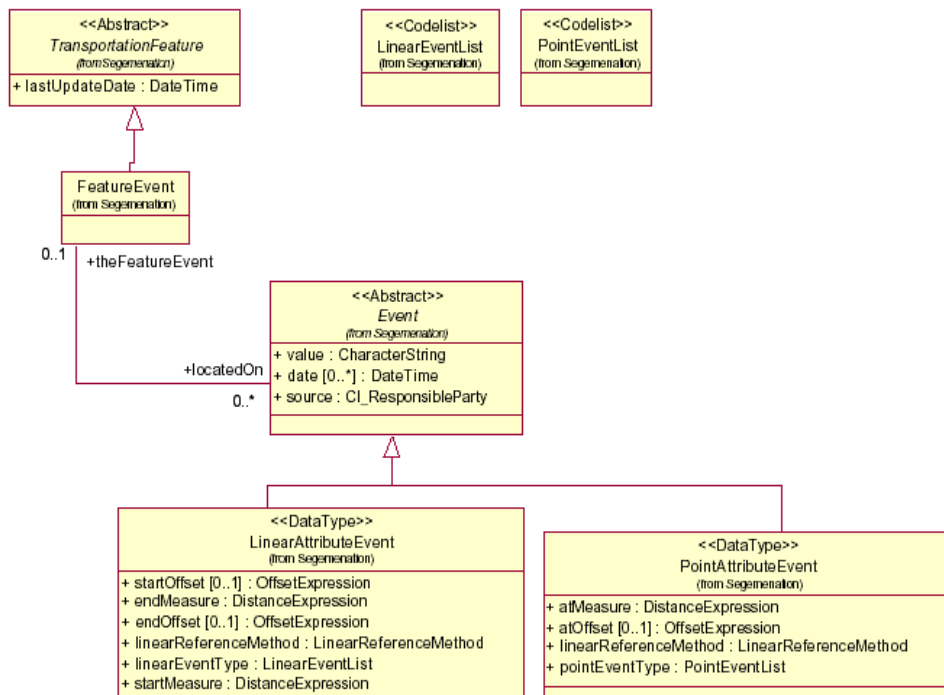 <<Abstract>>
TransportationFeature
(from Segemenation)
+ lastUpdateDate : DateTime
<<Codelist>>
LinearEventList
(from Segemenation)
<<Codelist>>
PointEventList
(from Segemenation)
FeatureEvent
(from Segemenation)
0..1
+theFeatureEvent
<<Abstract>>
Event
(from Segemenation)
+ value : CharacterString
+ date [0..*] : DateTime
+ source : CI_ResponsibleParty
+locatedOn
0..*
<<DataType>>
LinearAttributeEvent
(from Segemenation)
+ startOffset [0..1] : OffsetExpression
+ endMeasure : DistanceExpression
+ endOffset [0..1] : OffsetExpression
+ linearReferenceMethod : LinearReferenceMethod
+ linearEventType : LinearEventList
+ startMeasure : DistanceExpression
<<DataType>>
PointAttributeEvent
(from Segemenation)
+ atMeasure : DistanceExpression
+ atOffset [0..1] : OffsetExpression
+ linearReferenceMethod : LinearReferenceMethod
+ pointEventType : PointEventList